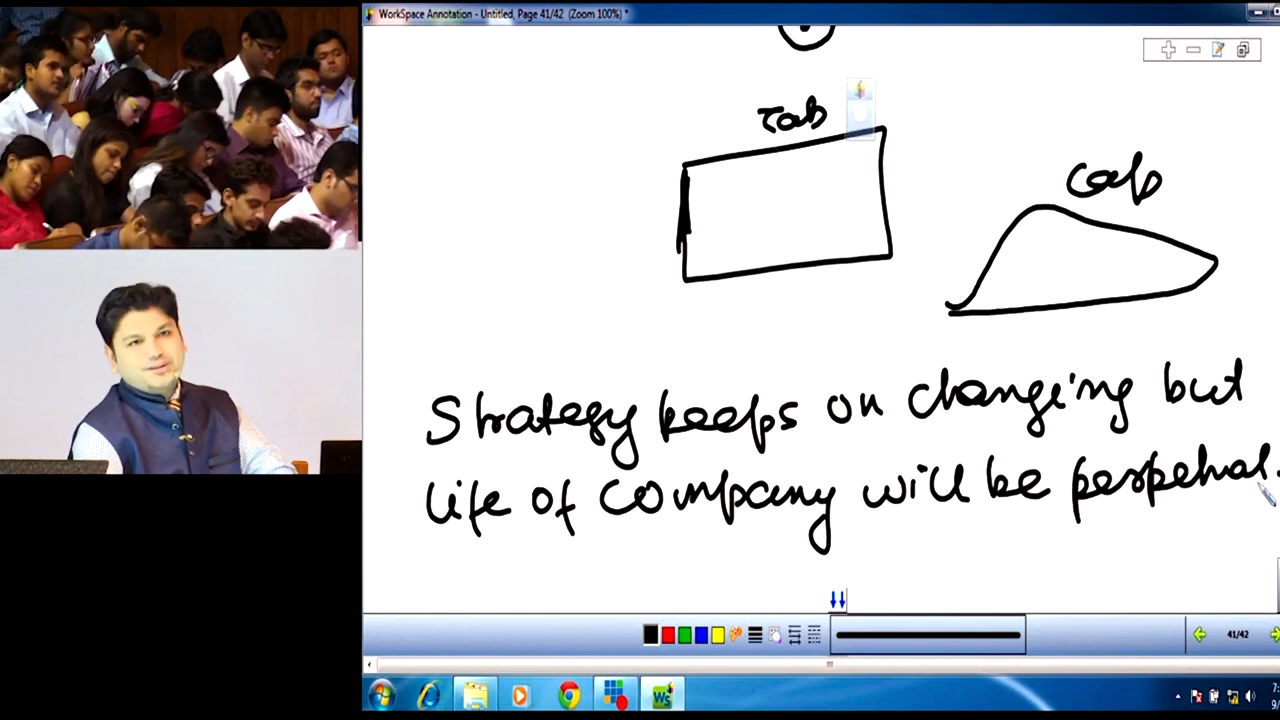 WorkSpace Annotation - Untitled, Page 41/42 (Zoom 100%) *
Tab
Cab
Strategy keeps on changing but
life of company will be perpetual.
41/42
Ws